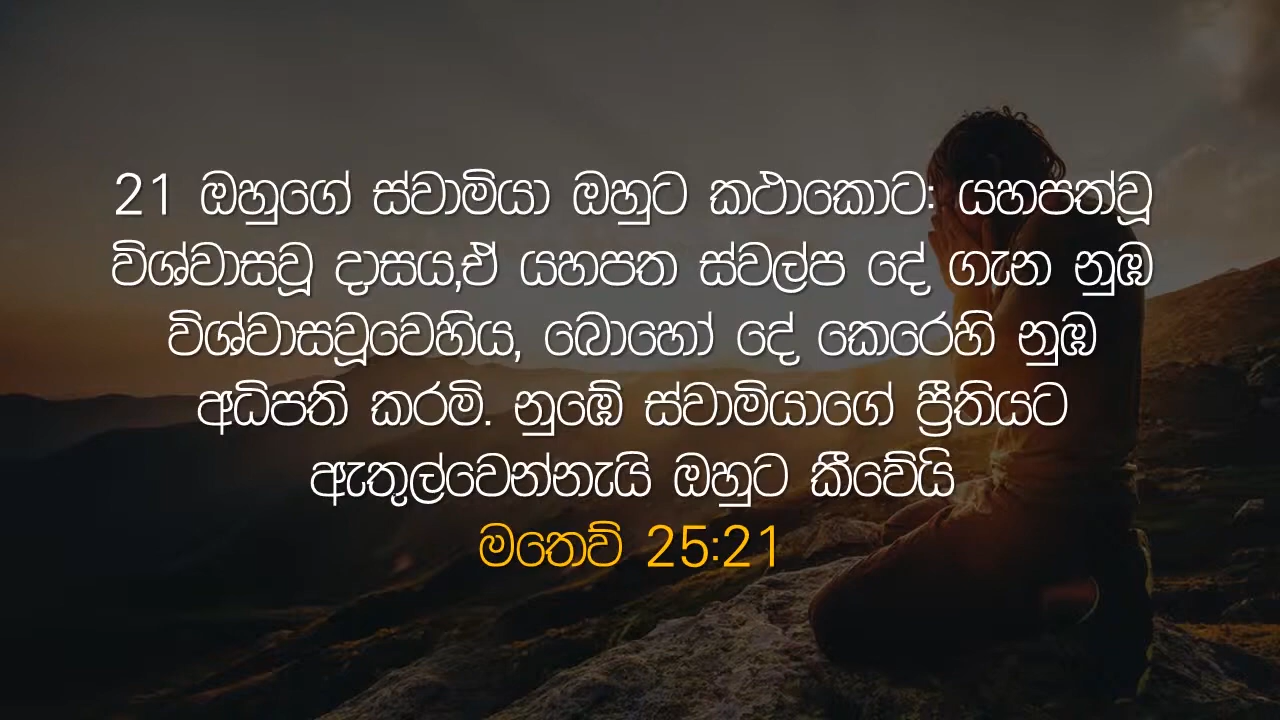 21 ඔහුගේ ස්වාමියා ඔහුට කථාකොට: යහපත්වූ
විශ්වාසවූ දාසය,ඒ යහපත ස්වල්ප දේ ගැන නුඹ
විශ්වාසවූවෙහිය, බොහෝ දේ කෙරෙහි නුඹ
අධිපති කරමි. නුඹේ ස්වාමියාගේ ප්‍රීතියට
ඇතුල්වෙන්නැයි ඔහුට කීවේයි
මතෙව් 25:21